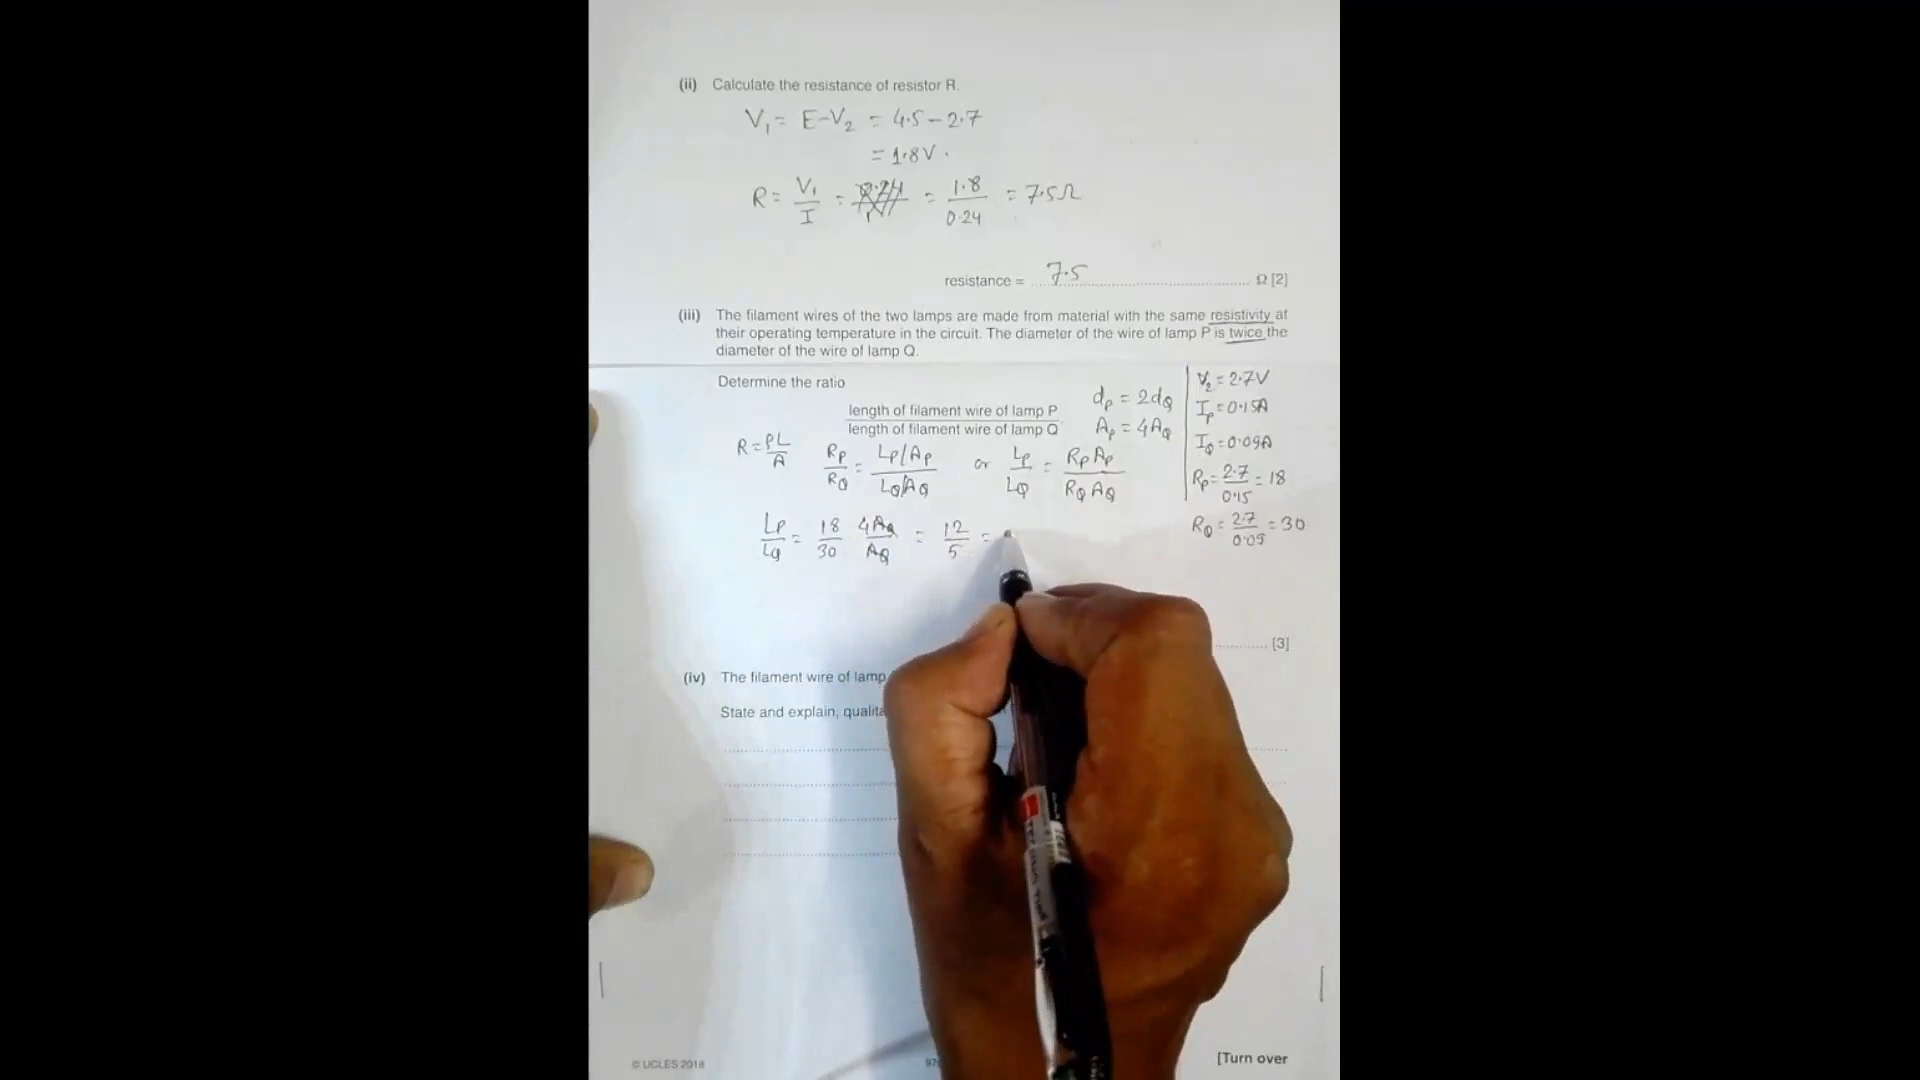 (ii) Calculate the resistance of resistor R.
V₁ = E-V₂ = 4.5 - 2.7
= 1.8V.
R = V₁/I = = 1.8/0.24 = 7.5Ω
resistance = 7.5 Ω [2]
(iii) The filament wires of the two lamps are made from material with the same resistivity at
their operating temperature in the circuit. The diameter of the wire of lamp P is twice the
diameter of the wire of lamp Q.
Determine the ratio
length of filament wire of lamp P
length of filament wire of lamp Q
d_P = 2d_Q
A_P = 4A_Q
V₂ = 2.7V
I_P = 0.15A
I_Q = 0.09A
R_P = 2.7/0.15 = 18
R_Q = 2.7/0.09 = 30
R = ρL/A R_P/R_Q = L_P/A_P / L_Q/A_Q or L_P/L_Q = R_P A_P / R_Q A_Q
L_P/L_Q = 18/30 4A_Q/A_Q = 12/5 =
[3]
(iv) The filament wire of lamp
State and explain,
© UCLES 2018
[Turn over